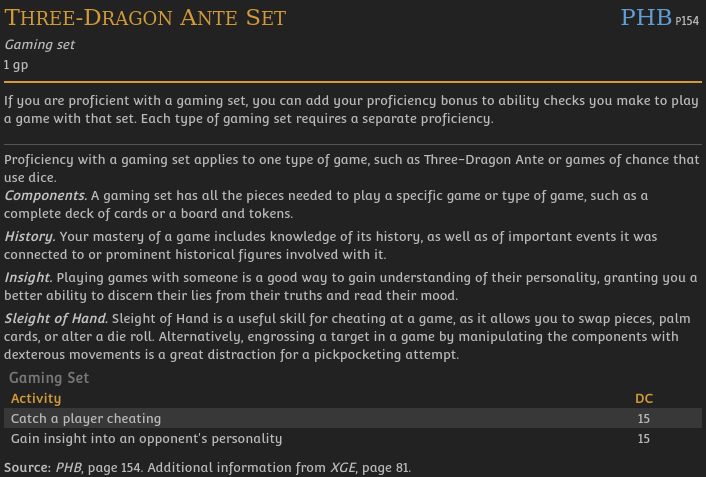 Three-Dragon Ante Set PHB P154
Gaming set
1 gp
If you are proficient with a gaming set, you can add your proficiency bonus to ability checks you make to play
a game with that set. Each type of gaming set requires a separate proficiency.
Proficiency with a gaming set applies to one type of game, such as Three-Dragon Ante or games of chance that
use dice.
Components. A gaming set has all the pieces needed to play a specific game or type of game, such as a
complete deck of cards or a board and tokens.
History. Your mastery of a game includes knowledge of its history, as well as of important events it was
connected to or prominent historical figures involved with it.
Insight. Playing games with someone is a good way to gain understanding of their personality, granting you a
better ability to discern their lies from their truths and read their mood.
Sleight of Hand. Sleight of Hand is a useful skill for cheating at a game, as it allows you to swap pieces, palm
cards, or alter a die roll. Alternatively, engrossing a target in a game by manipulating the components with
dexterous movements is a great distraction for a pickpocketing attempt.
Gaming Set
Activity DC
Catch a player cheating 15
Gain insight into an opponent's personality 15
Source: PHB, page 154. Additional information from XGE, page 81.